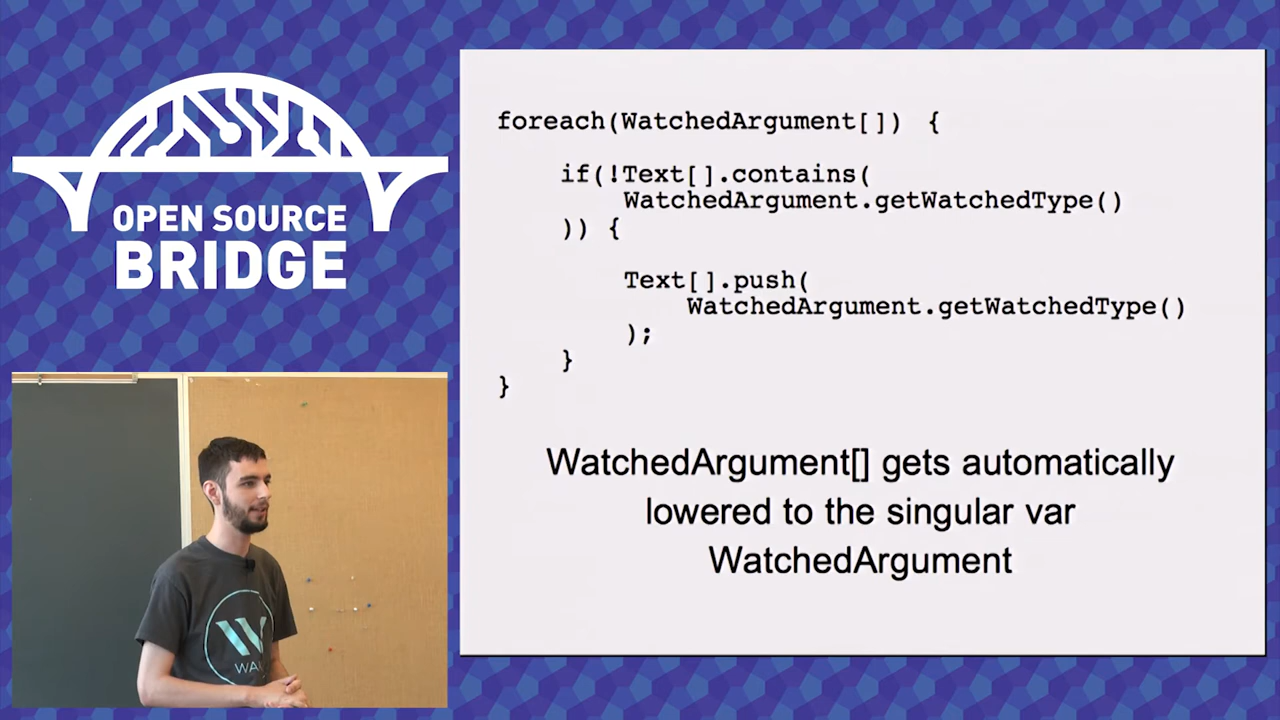 OPEN SOURCE
BRIDGE
foreach(WatchedArgument[]) {
if(!Text[].contains(
WatchedArgument.getWatchedType()
)) {
Text[].push(
WatchedArgument.getWatchedType()
);
}
}
WatchedArgument[] gets automatically
lowered to the singular var
WatchedArgument
W